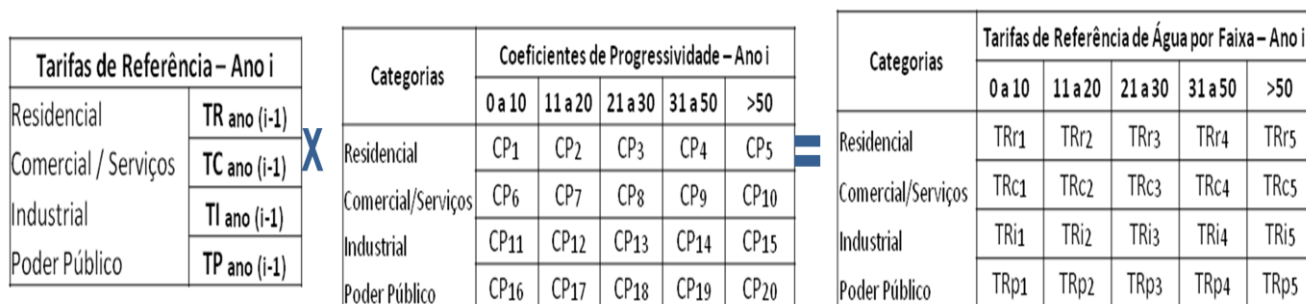 Tarifas de Referência – Ano i
Residencial TR ano (i-1)
Comercial / Serviços TC ano (i-1)
Industrial TI ano (i-1)
Poder Público TP ano (i-1)
X
Categorias Coeficientes de Progressividade – Ano i
0 a 10 11 a 20 21 a 30 31 a 50 >50
Residencial CP1 CP2 CP3 CP4 CP5
Comercial/Serviços CP6 CP7 CP8 CP9 CP10
Industrial CP11 CP12 CP13 CP14 CP15
Poder Público CP16 CP17 CP18 CP19 CP20
=
Categorias Tarifas de Referência de Água por Faixa – Ano i
0 a 10 11 a 20 21 a 30 31 a 50 >50
Residencial TRr1 TRr2 TRr3 TRr4 TRr5
Comercial/Serviços TRc1 TRc2 TRc3 TRc4 TRc5
Industrial TRi1 TRi2 TRi3 TRi4 TRi5
Poder Público TRp1 TRp2 TRp3 TRp4 TRp5